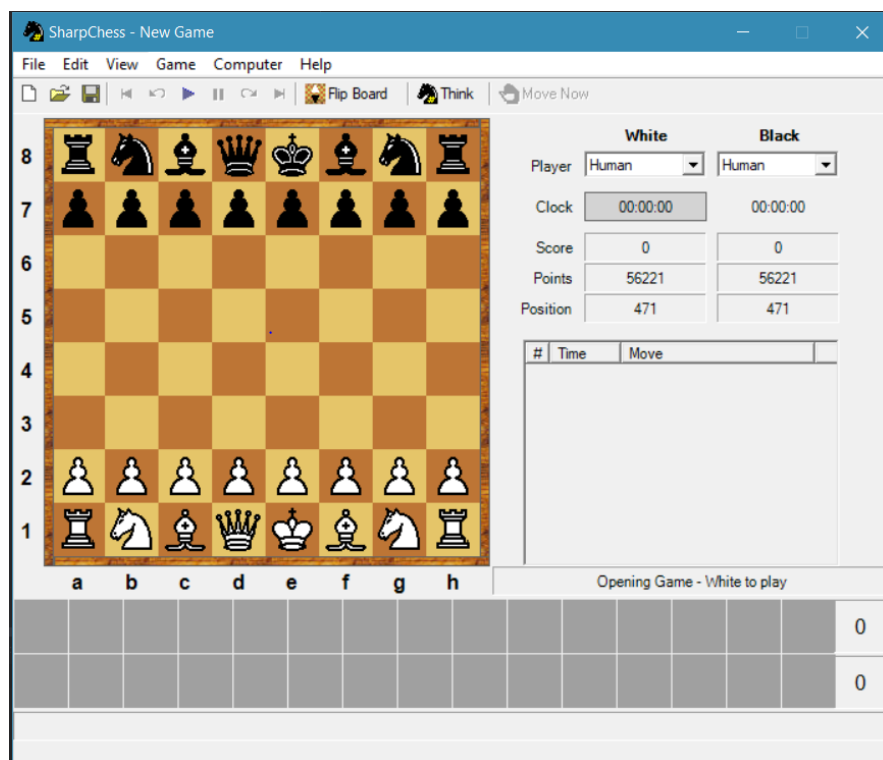 SharpChess - New Game
File Edit View Game Computer Help
Flip Board Think Move Now
White Black
8
Player Human Human
7
Clock 00:00:00 00:00:00
Score 0 0
6
Points 56221 56221
Position 471 471
5
# Time Move
4
3
2
1
a b c d e f g h
Opening Game - White to play
0
0